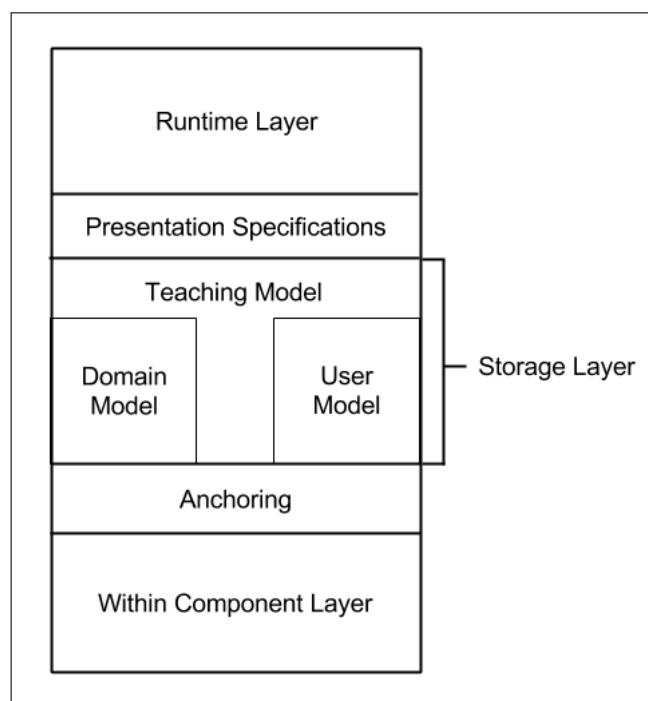 Runtime Layer
Presentation Specifications
Teaching Model
Domain
Model
User
Model
Storage Layer
Anchoring
Within Component Layer